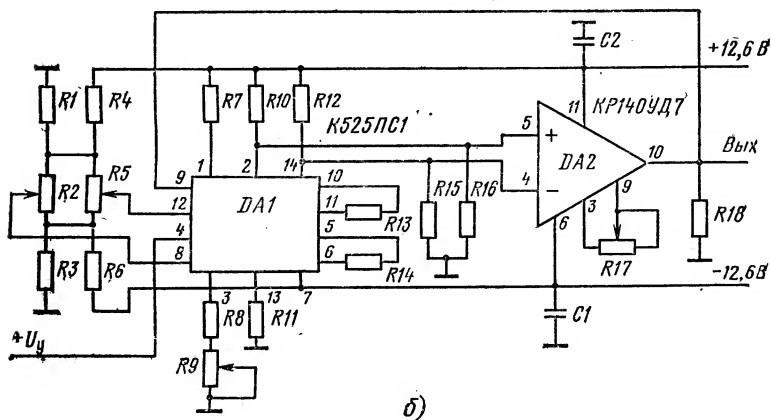 C2
+12,6 В
R1
R4
R7
R10
R12
К525ПС1
11
КР140УД7
5
+
DA2
10
Вых
1
2
14
4
−
9
R2
R5
9
12
4
8
DA1
10
11
R13
5
6
R14
R15
R16
6
3
R17
R18
R3
R6
3
13
7
−12,6 В
R8
R11
C1
+Uу
R9
б)